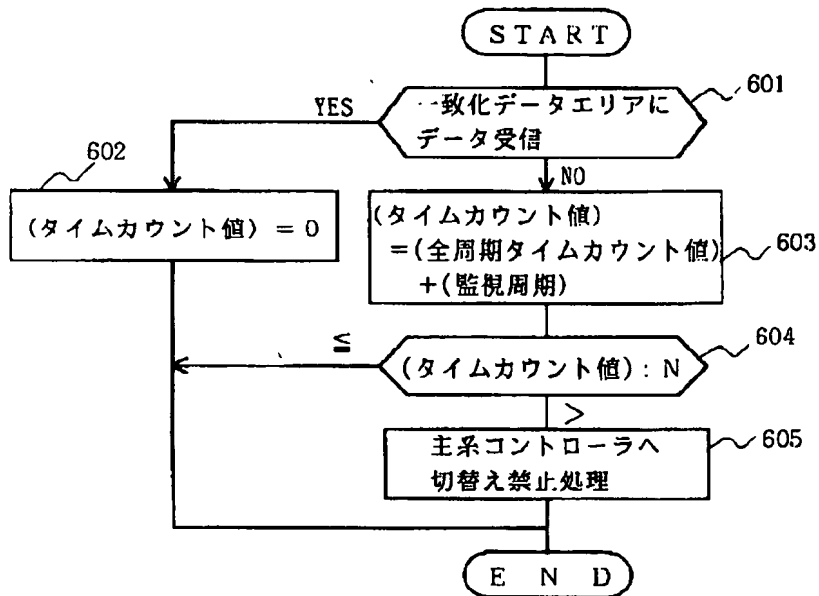 START
601
一致化データエリアに
データ受信
YES
602
NO
(タイムカウント値) = 0
(タイムカウント値)
=(全周期タイムカウント値)
+(監視周期)
603
≦
604
(タイムカウント値): N
>
主系コントローラへ
切替え禁止処理
605
END